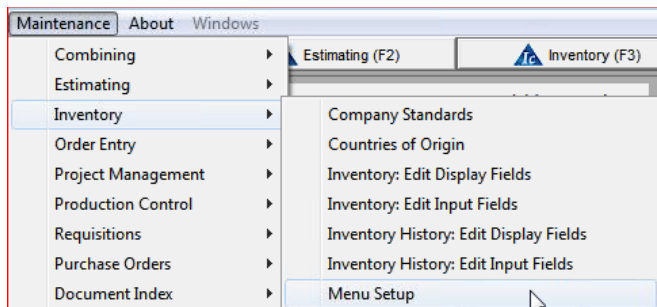 Maintenance About Windows
Estimating (F2) Inventory (F3)
Combining
Estimating
Inventory
Order Entry
Project Management
Production Control
Requisitions
Purchase Orders
Document Index
Company Standards
Countries of Origin
Inventory: Edit Display Fields
Inventory: Edit Input Fields
Inventory History: Edit Display Fields
Inventory History: Edit Input Fields
Menu Setup